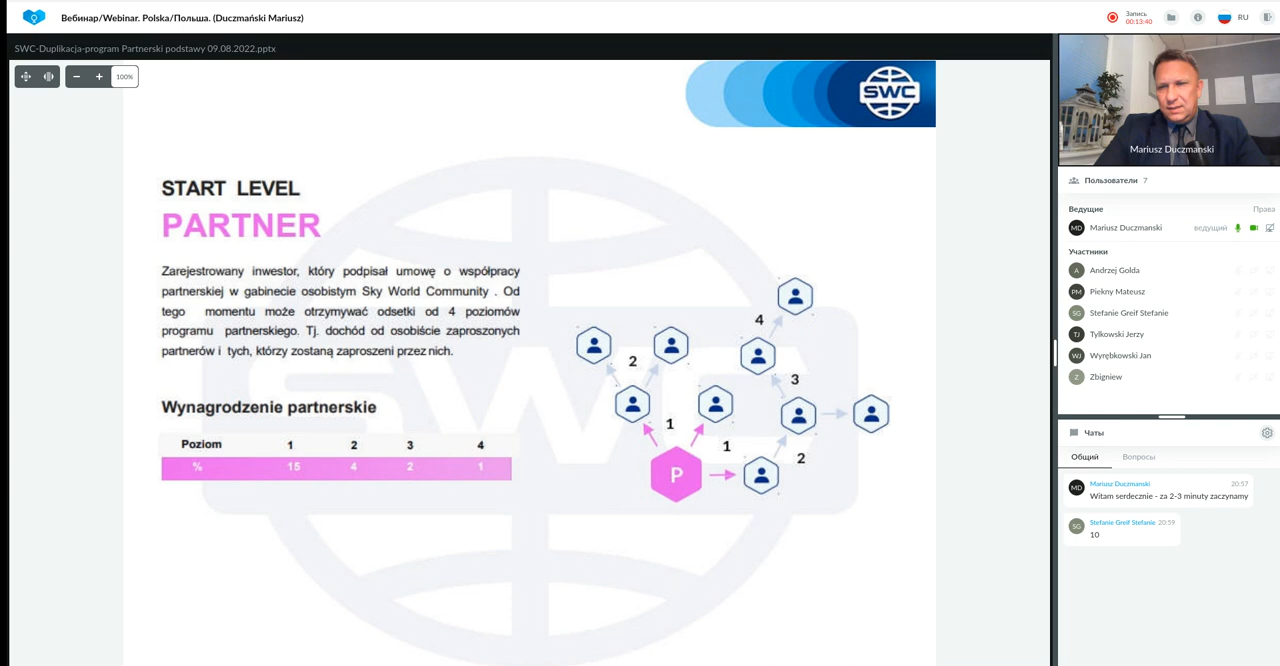 Вебинар/Webinar. Polska/Польша. (Duczmański Mariusz)
Запись
00:13:40
RU
SWC-Duplikacja-program Partnerski podstawy 09.08.2022.pptx
100%
SWC
START LEVEL
PARTNER
Zarejestrowany inwestor, który podpisał umowę o współpracy
partnerskiej w gabinecie osobistym Sky World Community . Od
tego momentu może otrzymywać odsetki od 4 poziomów
programu partnerskiego. Tj. dochód od osobiście zaproszonych
partnerów i tych, którzy zostaną zaproszeni przez nich.
Wynagrodzenie partnerskie
Poziom 1 2 3 4
% 15 4 2 1
4
2
3
1
1
2
P
SWC
Mariusz Duczmanski
Пользователи 7
Ведущие Права
MD Mariusz Duczmanski ведущий
Участники
A Andrzej Golda
PM Piekny Mateusz
SG Stefanie Greif Stefanie
TJ Tylkowski Jerzy
WJ Wyrębkowski Jan
Z Zbigniew
Чаты
Общий Вопросы
MD Mariusz Duczmanski 20:57
Witam serdecznie - za 2-3 minuty zaczynamy
SG Stefanie Greif Stefanie 20:59
10